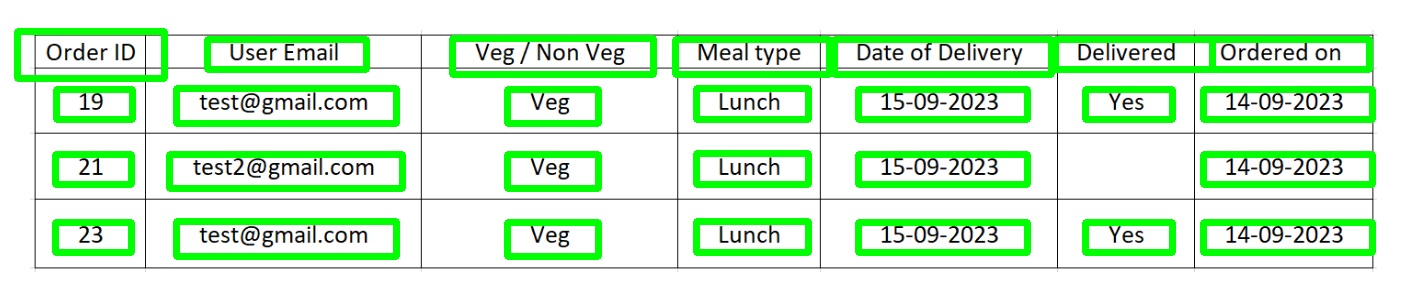 Order ID User Email Veg / Non Veg Meal type Date of Delivery Delivered Ordered on
19 test@gmail.com Veg Lunch 15-09-2023 Yes 14-09-2023
21 test2@gmail.com Veg Lunch 15-09-2023 14-09-2023
23 test@gmail.com Veg Lunch 15-09-2023 Yes 14-09-2023